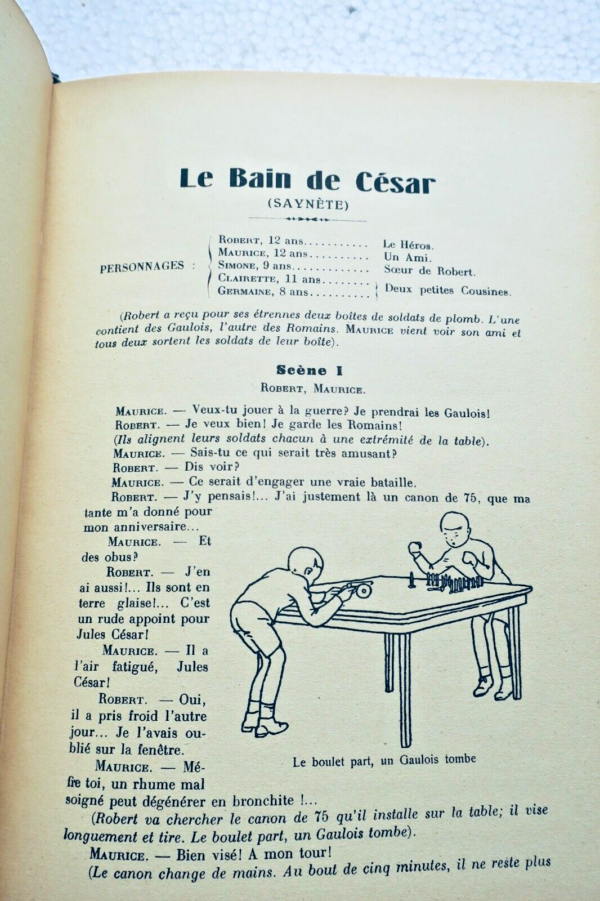 Le Bain de César
(SAYNÈTE)
PERSONNAGES :
ROBERT, 12 ans........... Le Héros.
MAURICE, 12 ans.......... Un Ami.
SIMONE, 9 ans............ Sœur de Robert.
CLAIRETTE, 11 ans........
GERMAINE, 8 ans.......... Deux petites Cousines.
(Robert a reçu pour ses étrennes deux boîtes de soldats de plomb. L'une
contient des Gaulois, l'autre des Romains. MAURICE vient voir son ami et
tous deux sortent les soldats de leur boîte).
Scène I
ROBERT, MAURICE.
MAURICE. — Veux-tu jouer à la guerre? Je prendrai les Gaulois!
ROBERT. — Je veux bien! Je garde les Romains!
(Ils alignent leurs soldats chacun à une extrémité de la table).
MAURICE. — Sais-tu ce qui serait très amusant?
ROBERT. — Dis voir?
MAURICE. — Ce serait d'engager une vraie bataille.
ROBERT. — J'y pensais!... J'ai justement là un canon de 75, que ma
tante m'a donné pour
mon anniversaire...
MAURICE. — Et
des obus?
ROBERT. — J'en
ai aussi!... Ils sont en
terre glaise!... C'est
un rude appoint pour
Jules César!
MAURICE. — Il a
l'air fatigué, Jules
César!
ROBERT. — Oui,
il a pris froid l'autre
jour... Je l'avais ou-
blié sur la fenêtre.
MAURICE. — Mé-
fie toi, un rhume mal
soigné peut dégénérer en bronchite !...
Le boulet part, un Gaulois tombe
(Robert va chercher le canon de 75 qu'il installe sur la table; il vise
longuement et tire. Le boulet part, un Gaulois tombe).
MAURICE. — Bien visé! A mon tour!
(Le canon change de mains. Au bout de cinq minutes, il ne reste plus